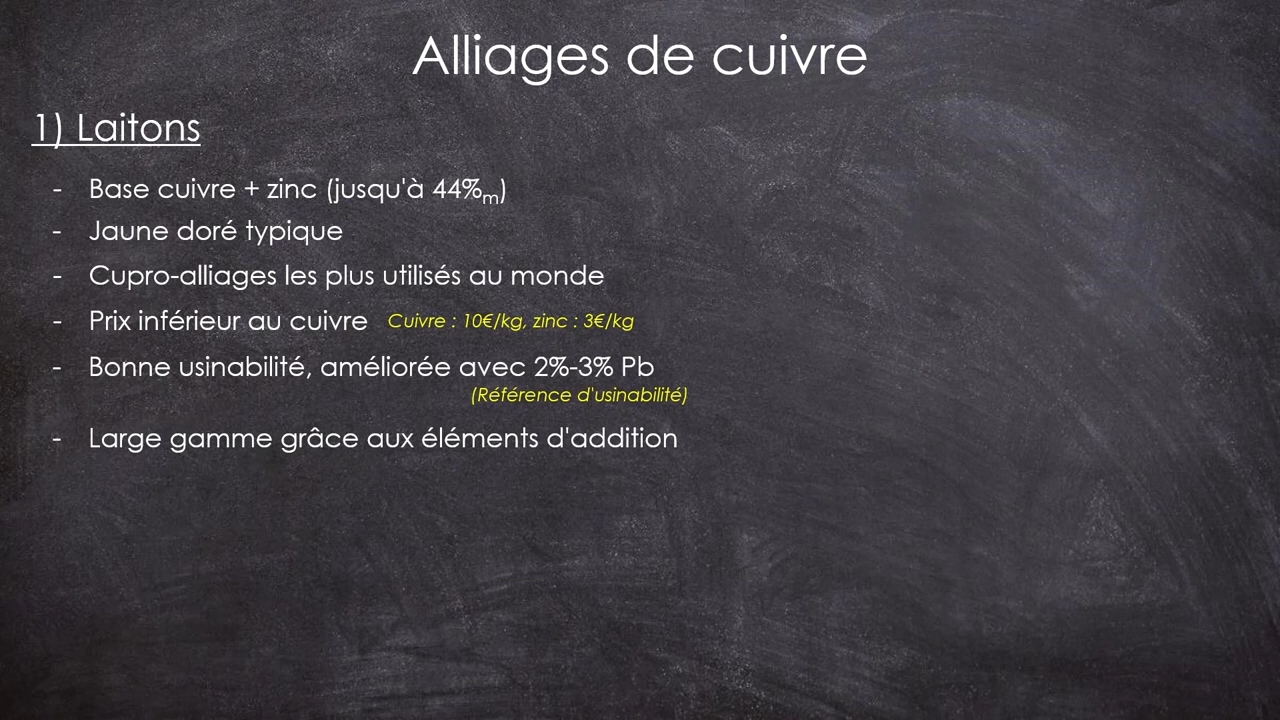 Alliages de cuivre
1) Laitons
- Base cuivre + zinc (jusqu'à 44%m)
- Jaune doré typique
- Cupro-alliages les plus utilisés au monde
- Prix inférieur au cuivre Cuivre : 10€/kg, zinc : 3€/kg
- Bonne usinabilité, améliorée avec 2%-3% Pb
(Référence d'usinabilité)
- Large gamme grâce aux éléments d'addition